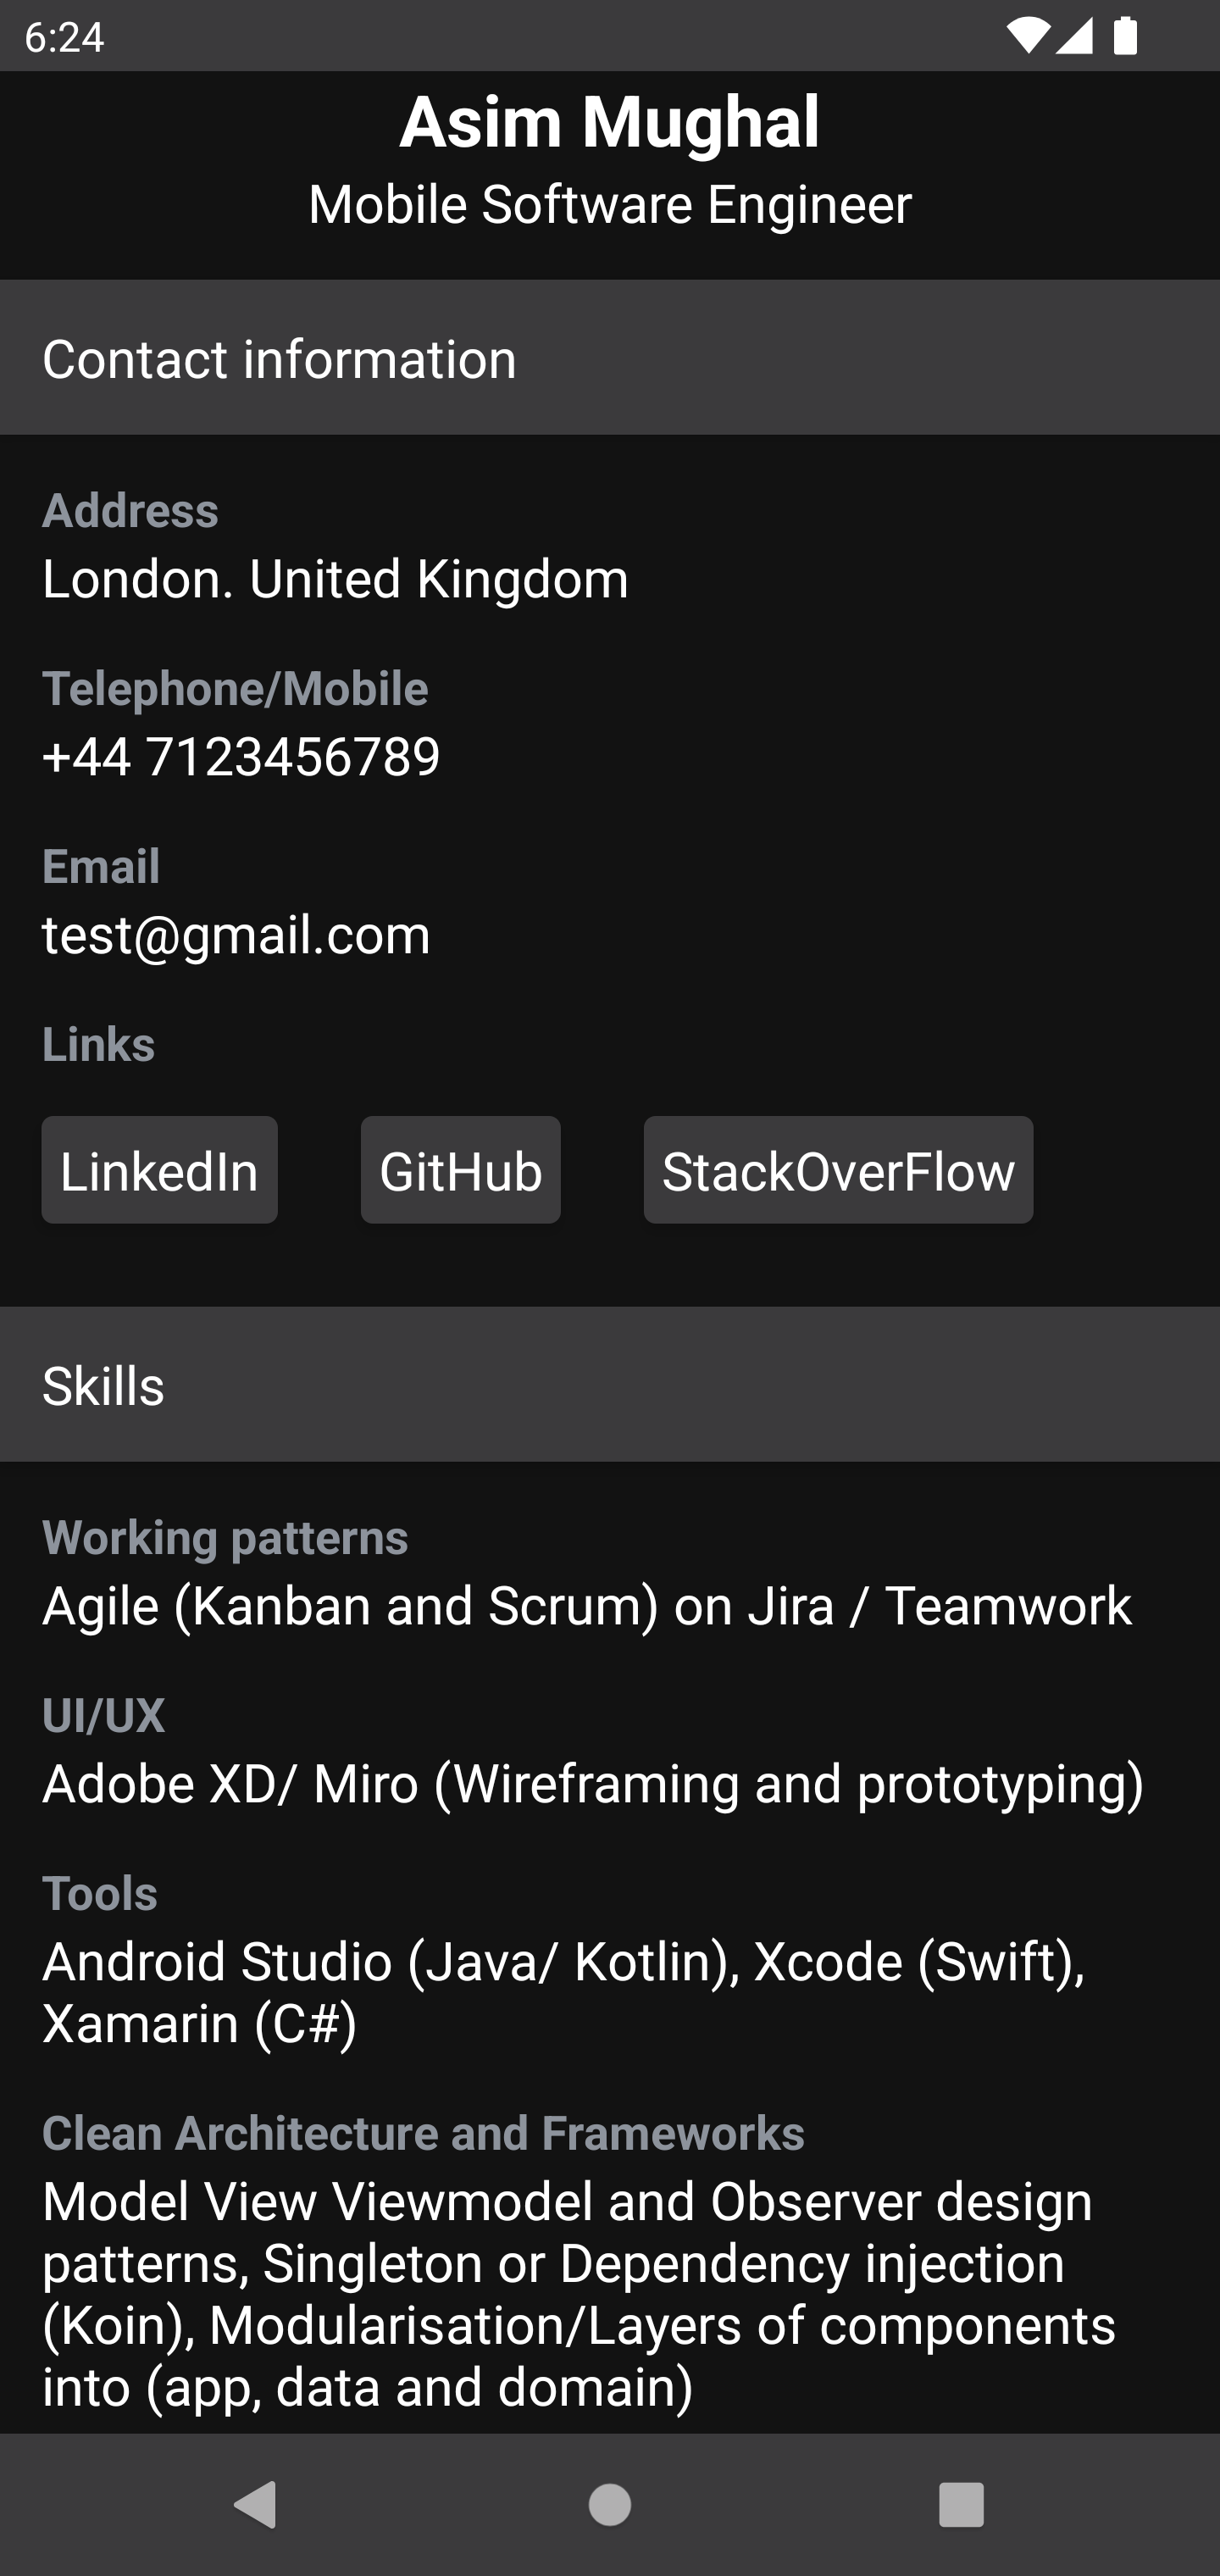 6:24
Asim Mughal
Mobile Software Engineer
Contact information
Address
London. United Kingdom
Telephone/Mobile
+44 7123456789
Email
test@gmail.com
Links
LinkedIn GitHub StackOverFlow
Skills
Working patterns
Agile (Kanban and Scrum) on Jira / Teamwork
UI/UX
Adobe XD/ Miro (Wireframing and prototyping)
Tools
Android Studio (Java/ Kotlin), Xcode (Swift),
Xamarin (C#)
Clean Architecture and Frameworks
Model View Viewmodel and Observer design
patterns, Singleton or Dependency injection
(Koin), Modularisation/Layers of components
into (app, data and domain)